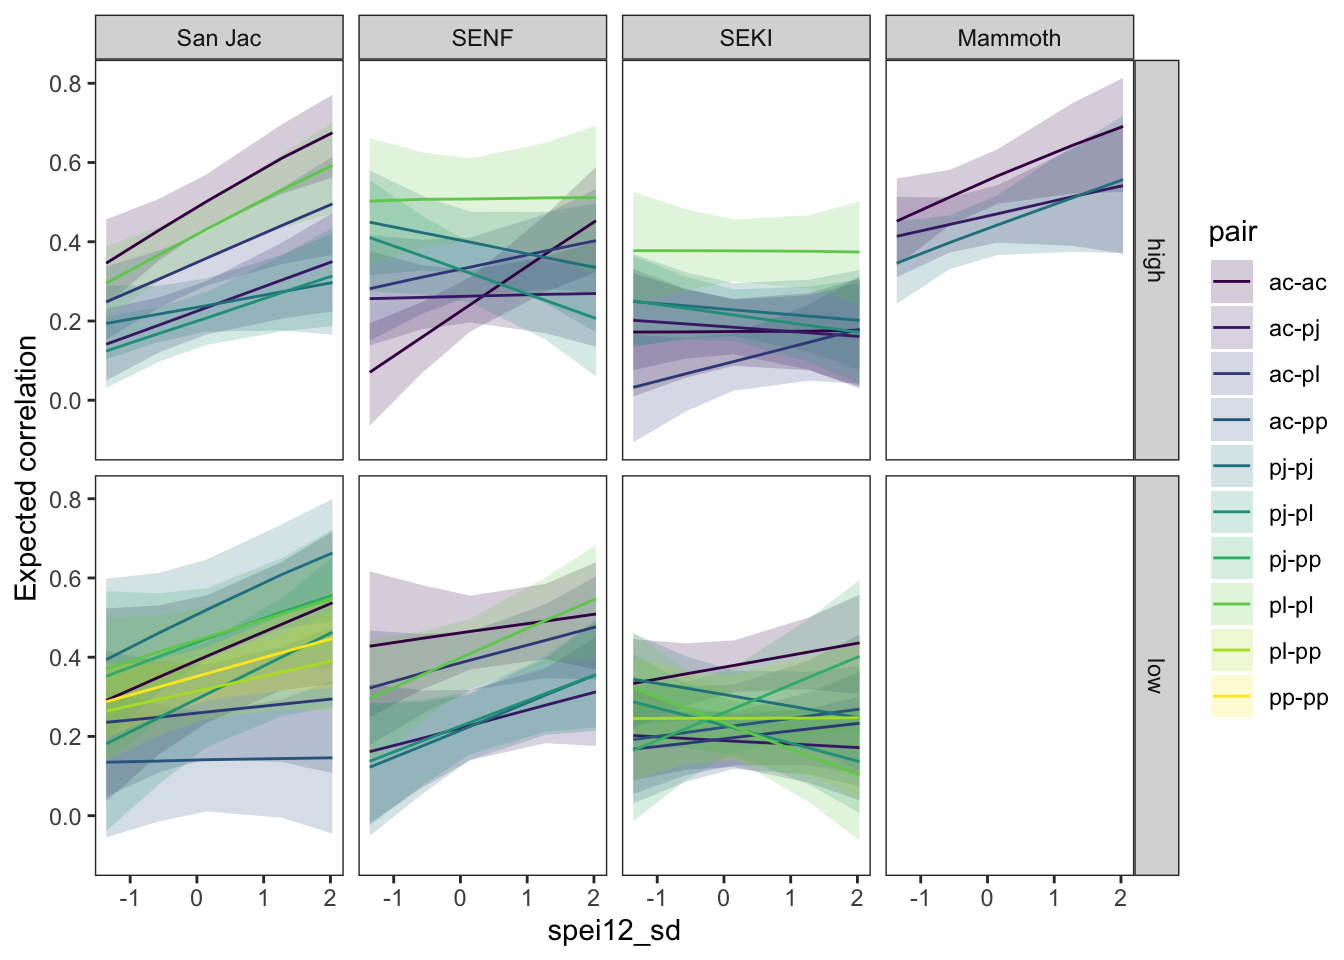 San Jac SENF SEKI Mammoth
0.8
0.6
0.4
0.2
0.0
high
0.8
0.6
0.4
0.2
0.0
low
Expected correlation
-1 0 1 2 -1 0 1 2 -1 0 1 2 -1 0 1 2
spei12_sd
pair
ac-ac
ac-pj
ac-pl
ac-pp
pj-pj
pj-pl
pj-pp
pl-pl
pl-pp
pp-pp